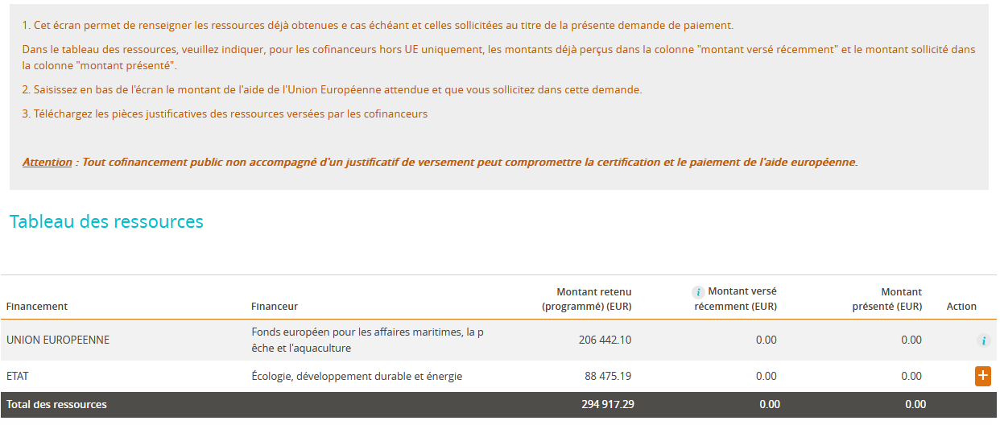 1. Cet écran permet de renseigner les ressources déjà obtenues e cas échéant et celles sollicitées au titre de la présente demande de paiement.
Dans le tableau des ressources, veuillez indiquer, pour les cofinanceurs hors UE uniquement, les montants déjà perçus dans la colonne "montant versé récemment" et le montant sollicité dans
la colonne "montant présenté".
2. Saisissez en bas de l'écran le montant de l'aide de l'Union Européenne attendue et que vous sollicitez dans cette demande.
3. Téléchargez les pièces justificatives des ressources versées par les cofinanceurs
Attention : Tout cofinancement public non accompagné d'un justificatif de versement peut compromettre la certification et le paiement de l'aide européenne.
Tableau des ressources
Montant retenu i Montant versé Montant
Financement Financeur (programmé) (EUR) récemment (EUR) présenté (EUR) Action
Fonds européen pour les affaires maritimes, la p
UNION EUROPEENNE 206 442.10 0.00 0.00 i
êche et l'aquaculture
ETAT Écologie, développement durable et énergie 88 475.19 0.00 0.00 +
Total des ressources 294 917.29 0.00 0.00